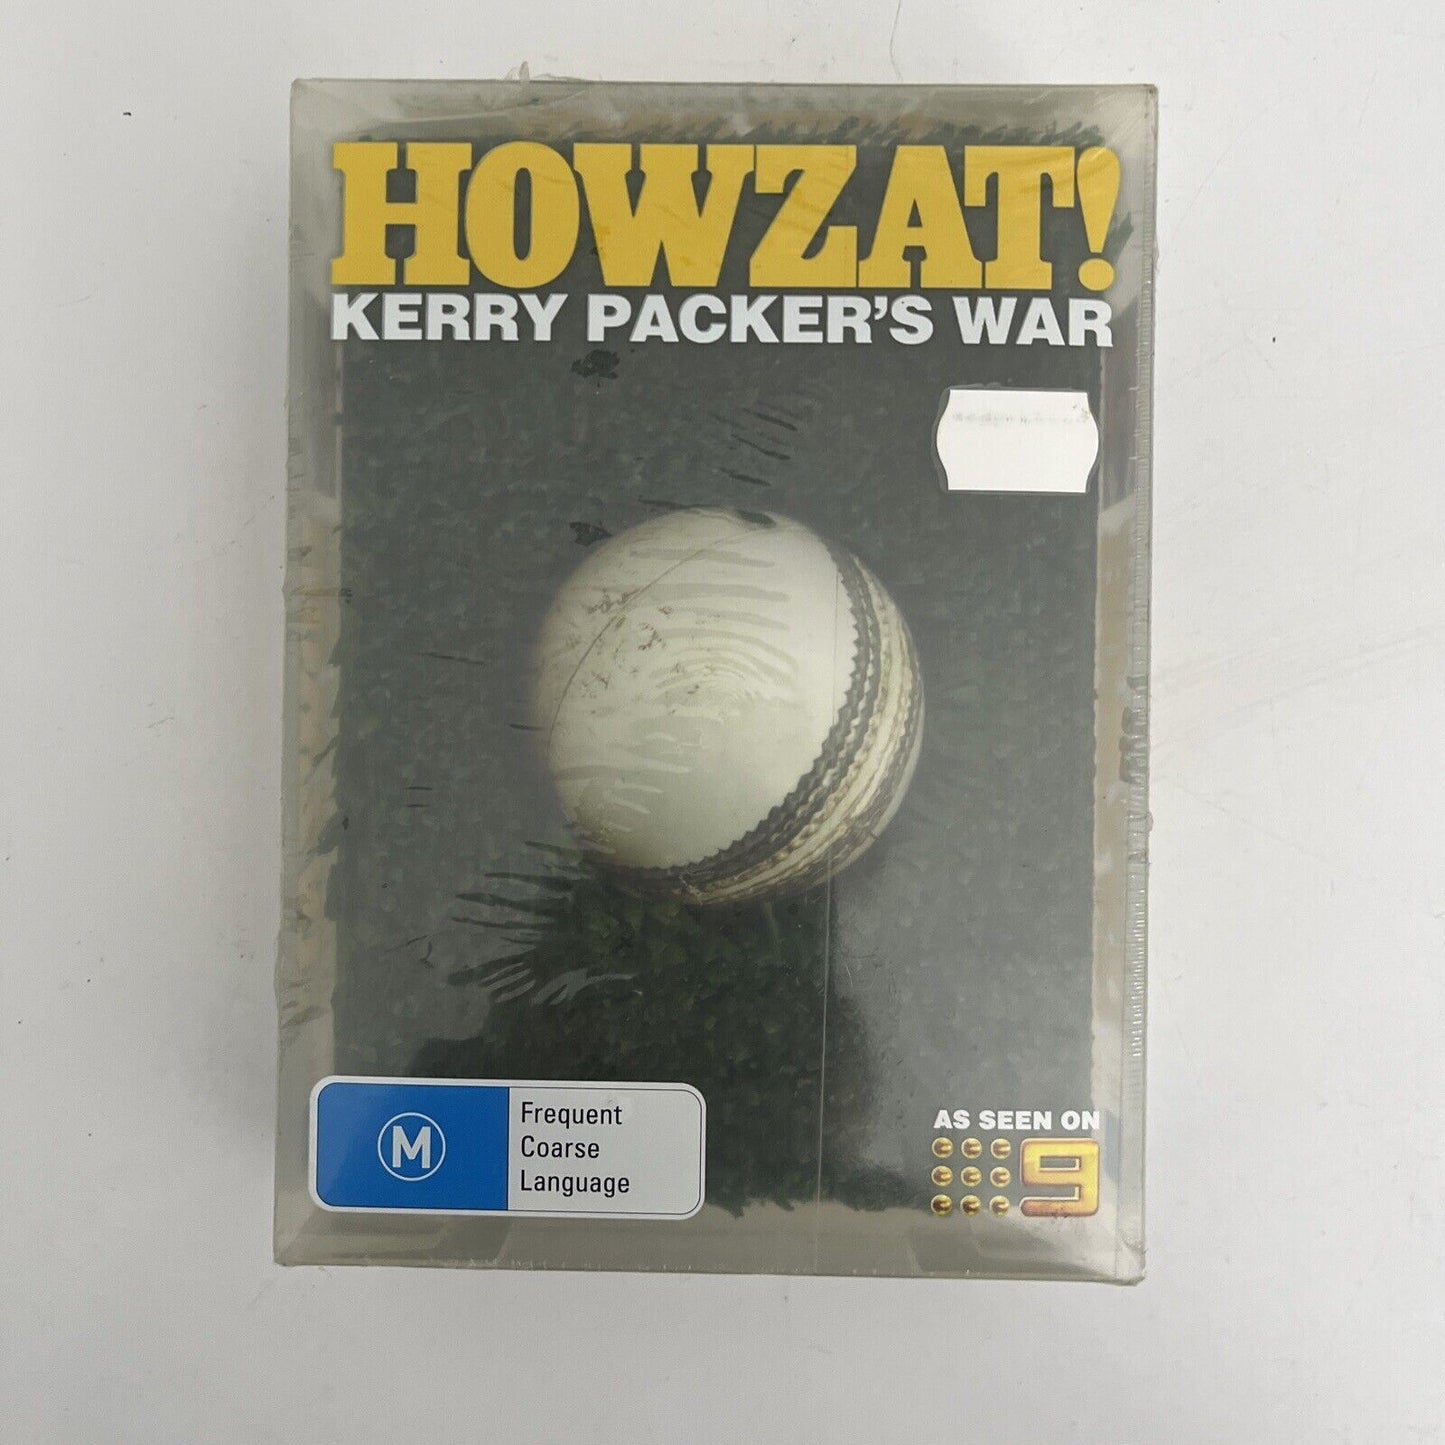 HOWZAT!
KERRY PACKER'S WAR
M
Frequent
Coarse
Language
AS SEEN ON
9